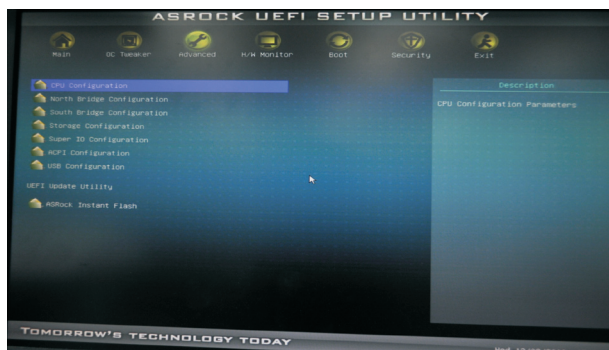 ASROCK UEFI SETUP UTILITY
Main OC Tweaker Advanced H/W Monitor Boot Security Exit
CPU Configuration
North Bridge Configuration
South Bridge Configuration
Storage Configuration
Super IO Configuration
ACPI Configuration
USB Configuration
UEFI Update Utility
ASRock Instant Flash
Description
CPU Configuration Parameters
TOMORROW'S TECHNOLOGY TODAY